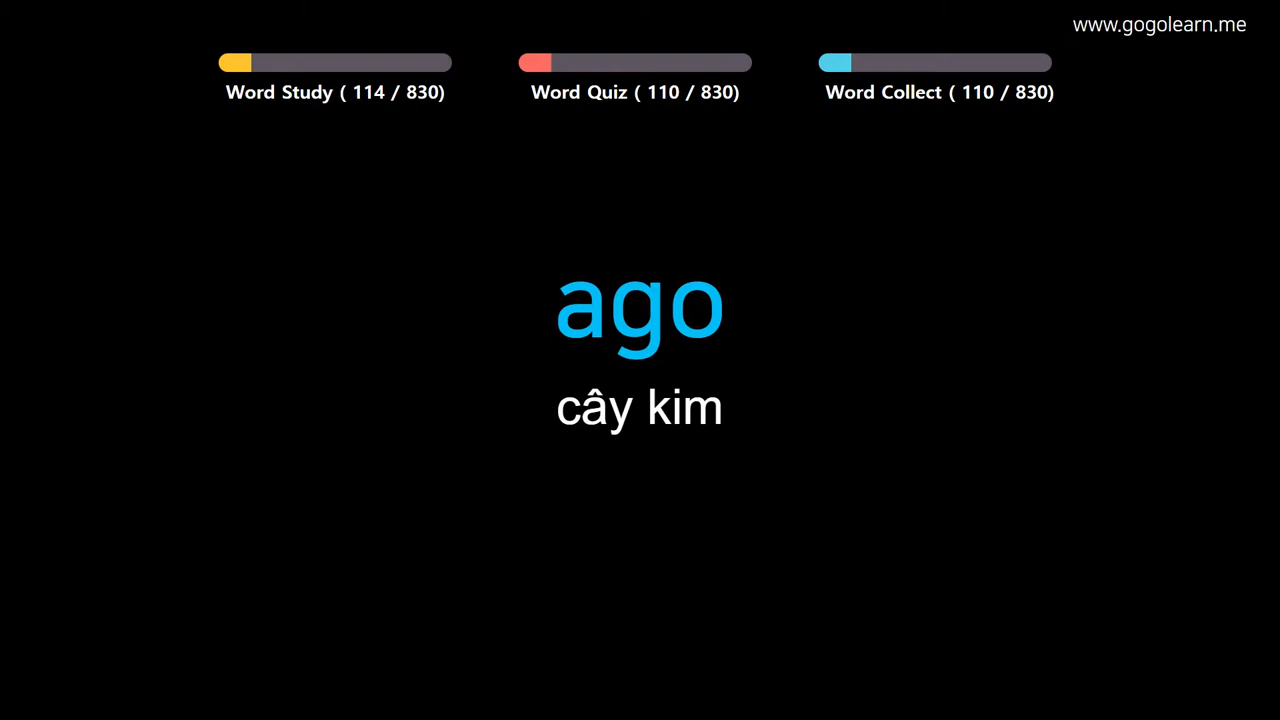 www.gogolearn.me
Word Study ( 114 / 830)
Word Quiz ( 110 / 830)
Word Collect ( 110 / 830)
ago
cây kim